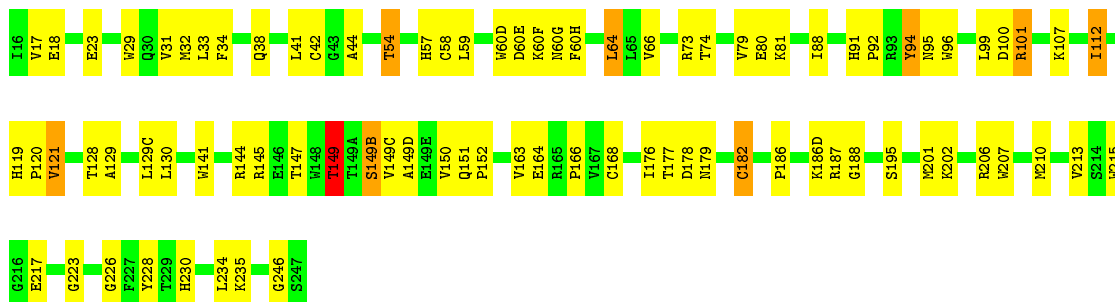 I16 V17 E18 E23 W29 Q30 V31 M32 L33 F34 Q38 L41 C42 G43 A44 T54 H57 C58 L59 W60D D60E K60F N60G F60H L64 L65 V66 R73 T74 V79 E80 K81 I88 H91 P92 R93 Y94 N95 W96 L99 D100 R101 K107 I112
H119 P120 V121 T128 A129 L129C L130 W141 R144 R145 E146 T147 W148 T149 T149A S149B V149C A149D E149E V150 Q151 P152 V163 E164 R165 P166 V167 C168 I176 T177 D178 N179 C182 P186 K186D R187 G188 S195 M201 K202 R206 W207 M210 V213 S214 W215
G216 E217 G223 G226 F227 Y228 T229 H230 L234 K235 G246 S247